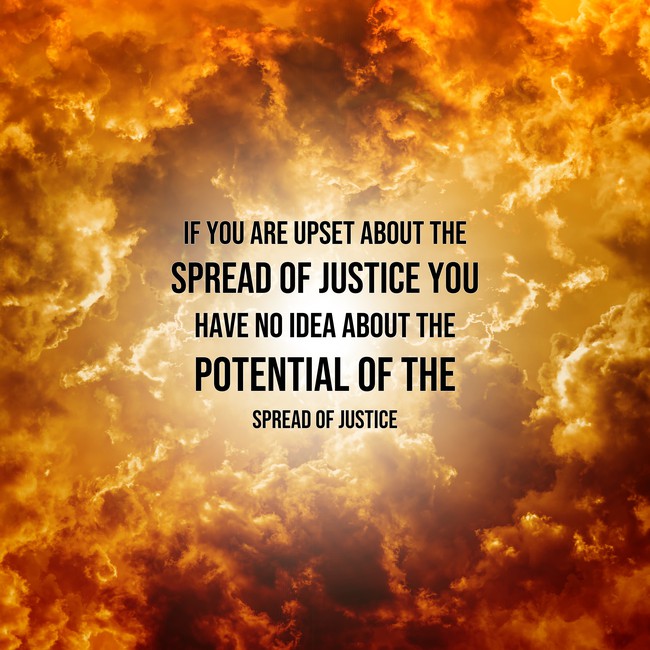 IF YOU ARE UPSET ABOUT THE
SPREAD OF JUSTICE YOU
HAVE NO IDEA ABOUT THE
POTENTIAL OF THE
SPREAD OF JUSTICE